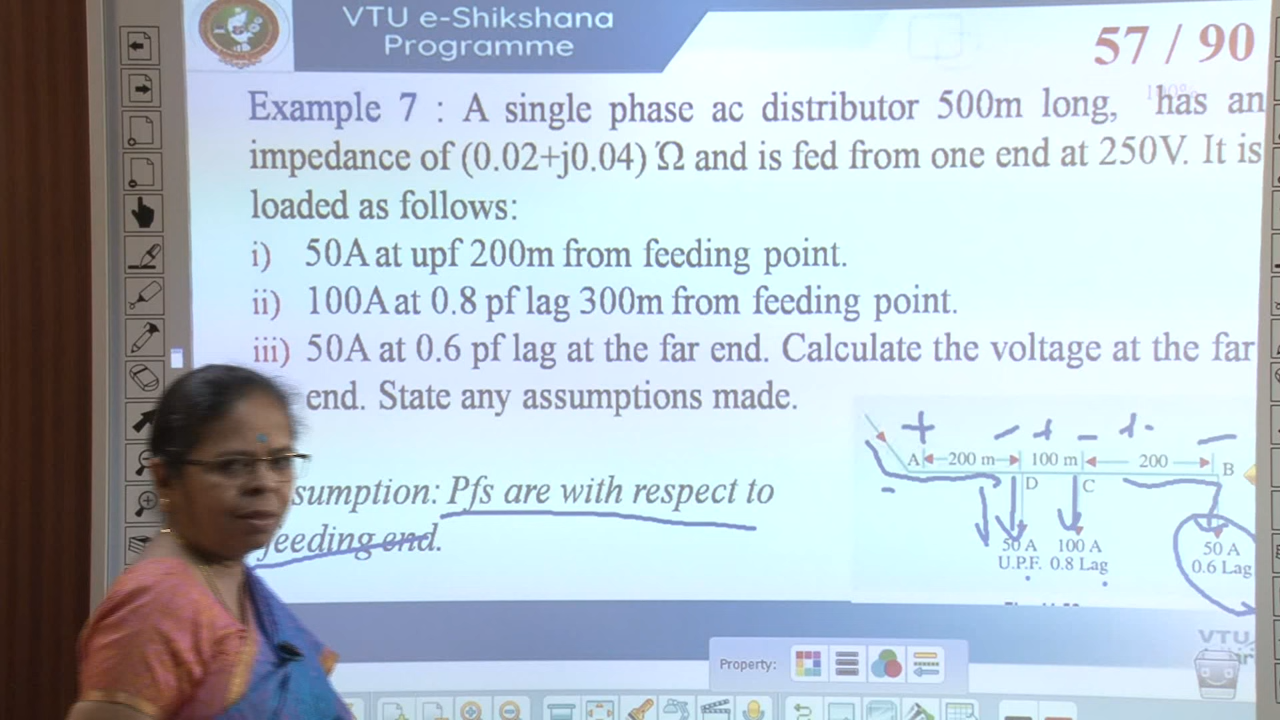 VTU e-Shikshana
Programme
57 / 90
Example 7 : A single phase ac distributor 500m long, has an
impedance of (0.02+j0.04) Ω and is fed from one end at 250V. It is
loaded as follows:
i) 50A at upf 200m from feeding point.
ii) 100A at 0.8 pf lag 300m from feeding point.
iii) 50A at 0.6 pf lag at the far end. Calculate the voltage at the far
end. State any assumptions made.
sumption: Pfs are with respect to
feeding end.
+ - + - + -
A 200 m 100 m 200 B
D C
50 A 100 A 50 A
U.P.F. 0.8 Lag 0.6 Lag
VTU
Property: